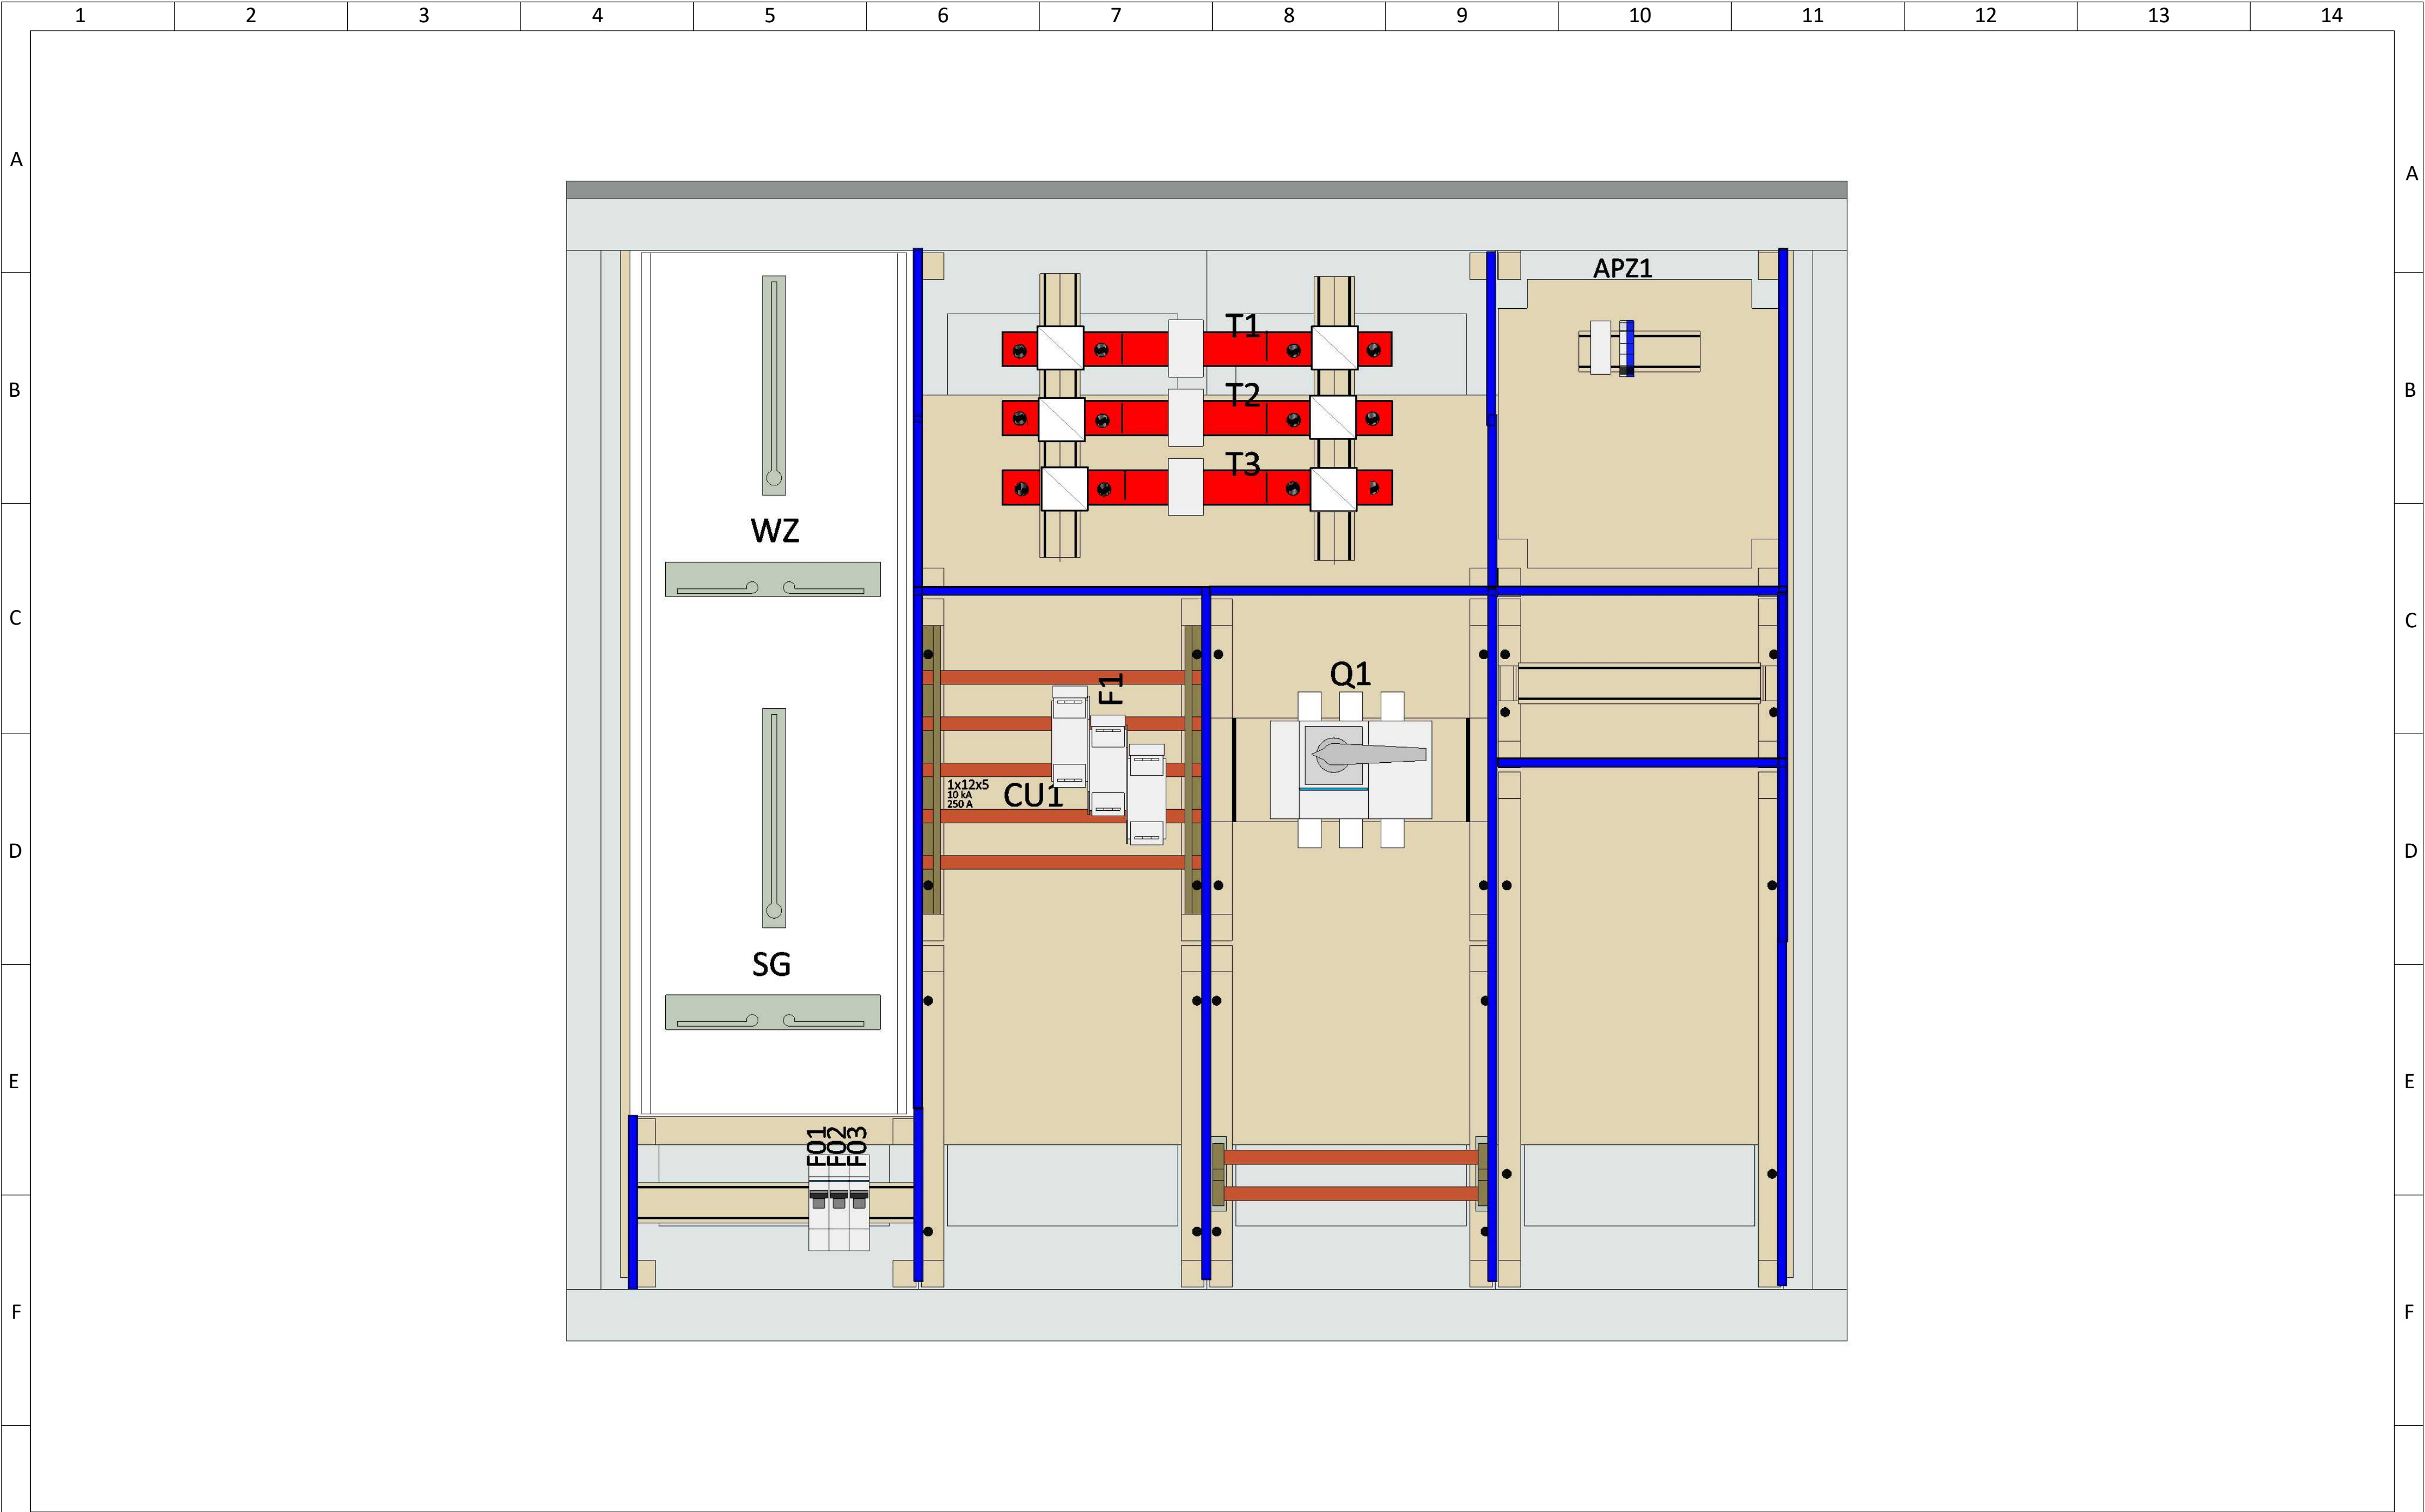 1 2 3 4 5 6 7 8 9 10 11 12 13 14
A A
APZ1
T1
B B
T2
T3
WZ
C C
Q1
F1
1x12x5
10 kA
250 A
CU1
D D
SG
E E
F01 F02 F03
F F